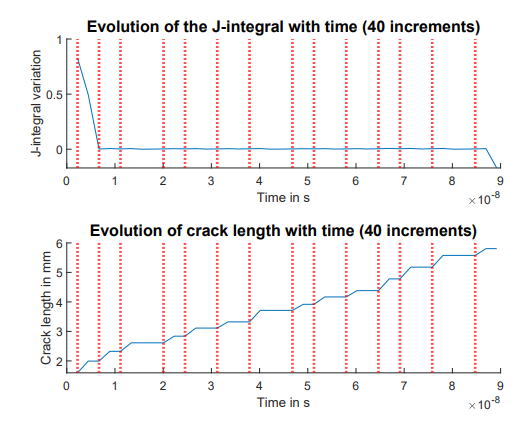 Evolution of the J-integral with time (40 increments)
J-integral variation
1
0.5
0
0 1 2 3 4 5 6 7 8 9
Time in s
×10⁻⁸
Evolution of crack length with time (40 increments)
Crack length in mm
6
5
4
3
2
0 1 2 3 4 5 6 7 8 9
Time in s
×10⁻⁸